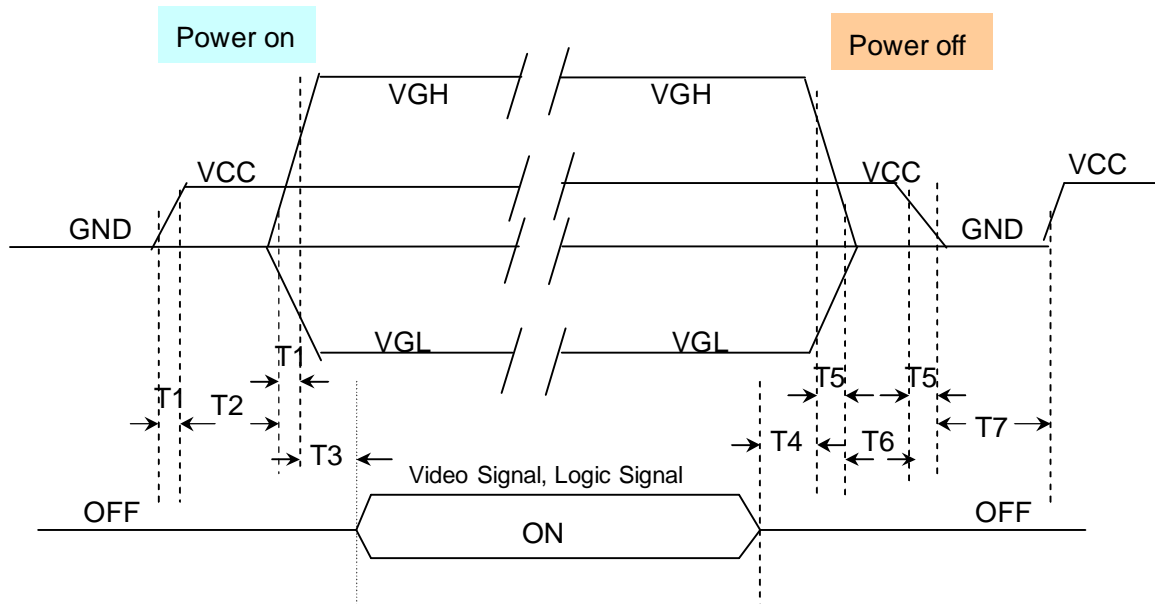 Power on
Power off
VGH
VGH
VCC
VCC
VCC
GND
GND
VGL
VGL
T1
T5
T5
T1
T2
T7
T3
T4
T6
Video Signal, Logic Signal
OFF
ON
OFF